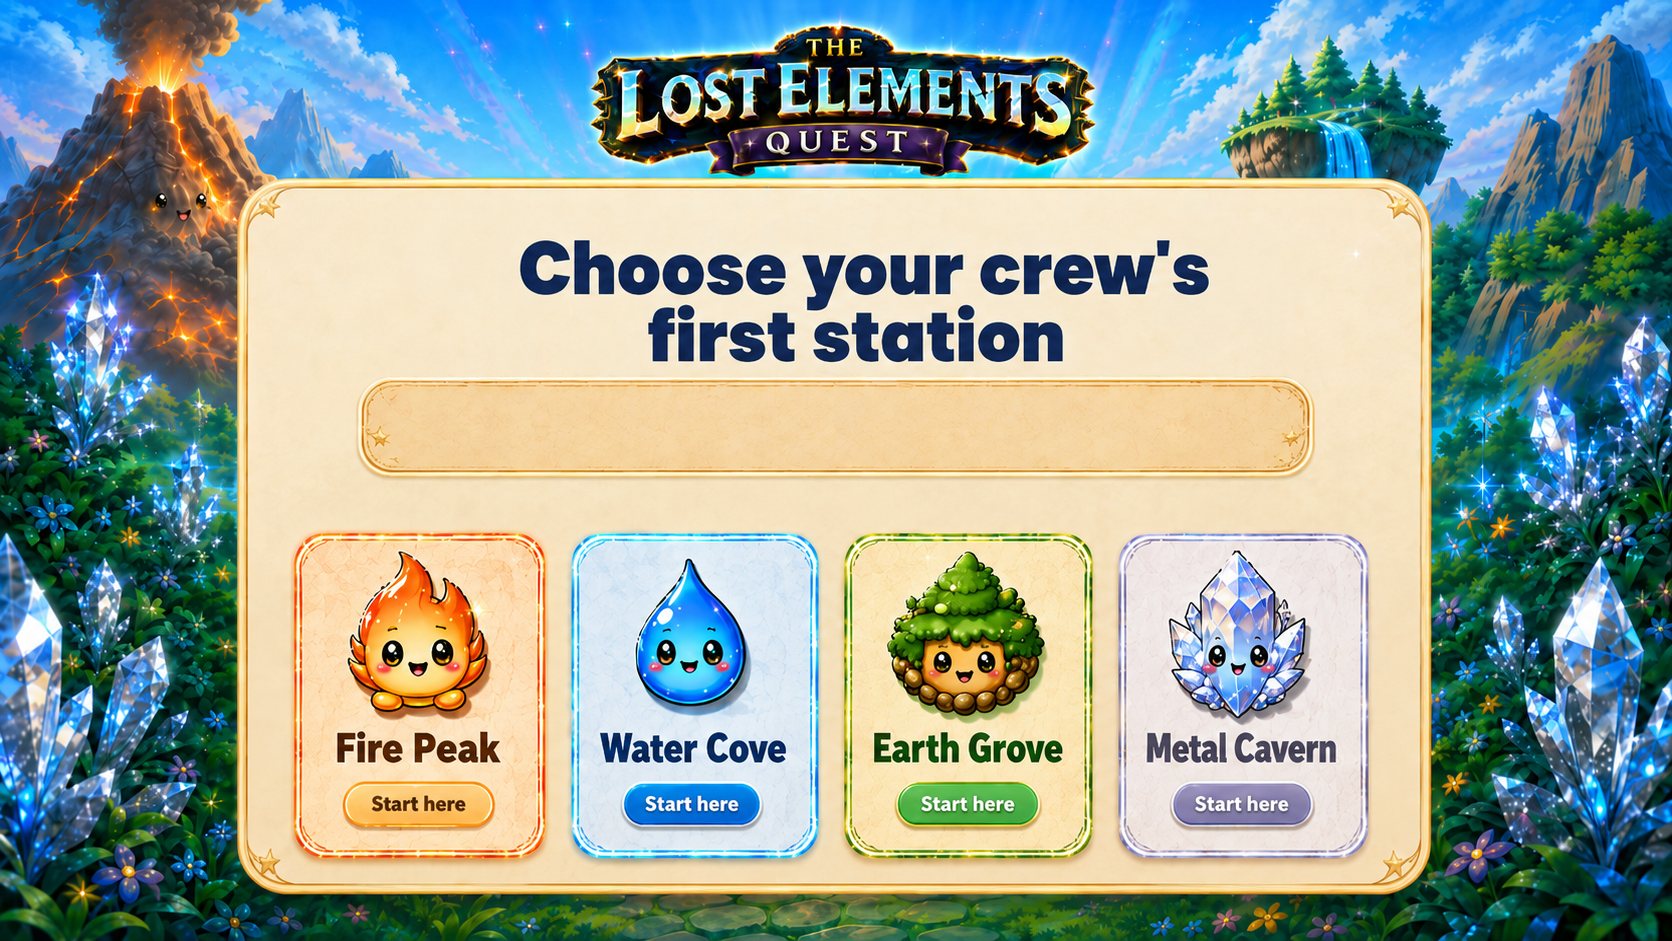 THE
LOST ELEMENTS
QUEST
Choose your crew's
first station
Fire Peak
Water Cove
Earth Grove
Metal Cavern
Start here
Start here
Start here
Start here